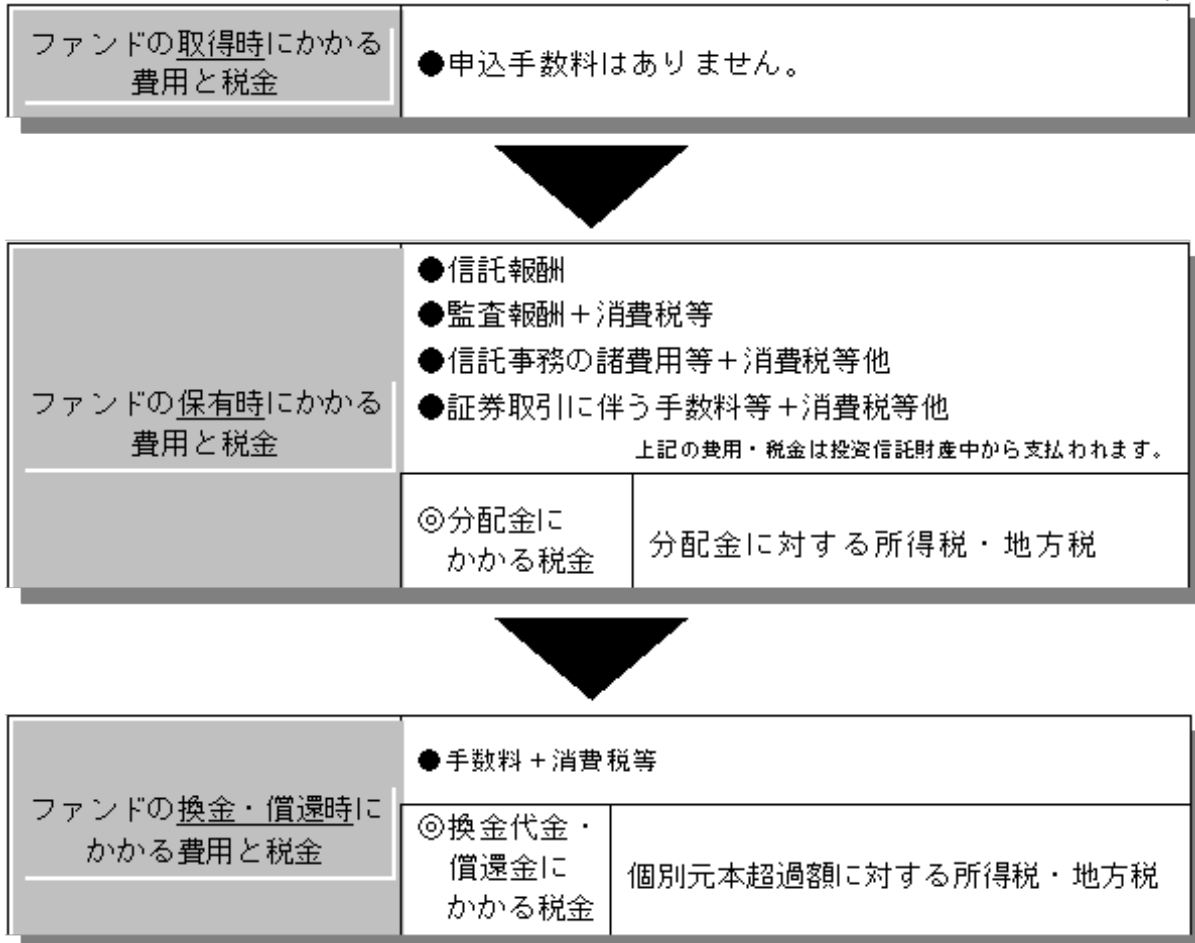 ファンドの取得時にかかる
費用と税金
●申込手数料はありません。
ファンドの保有時にかかる
費用と税金
●信託報酬
●監査報酬＋消費税等
●信託事務の諸費用等＋消費税等他
●証券取引に伴う手数料等＋消費税等他
上記の費用・税金は投資信託財産中から支払われます。
◎分配金に
かかる税金
分配金に対する所得税・地方税
ファンドの換金・償還時に
かかる費用と税金
●手数料＋消費税等
◎換金代金・
償還金に
かかる税金
個別元本超過額に対する所得税・地方税